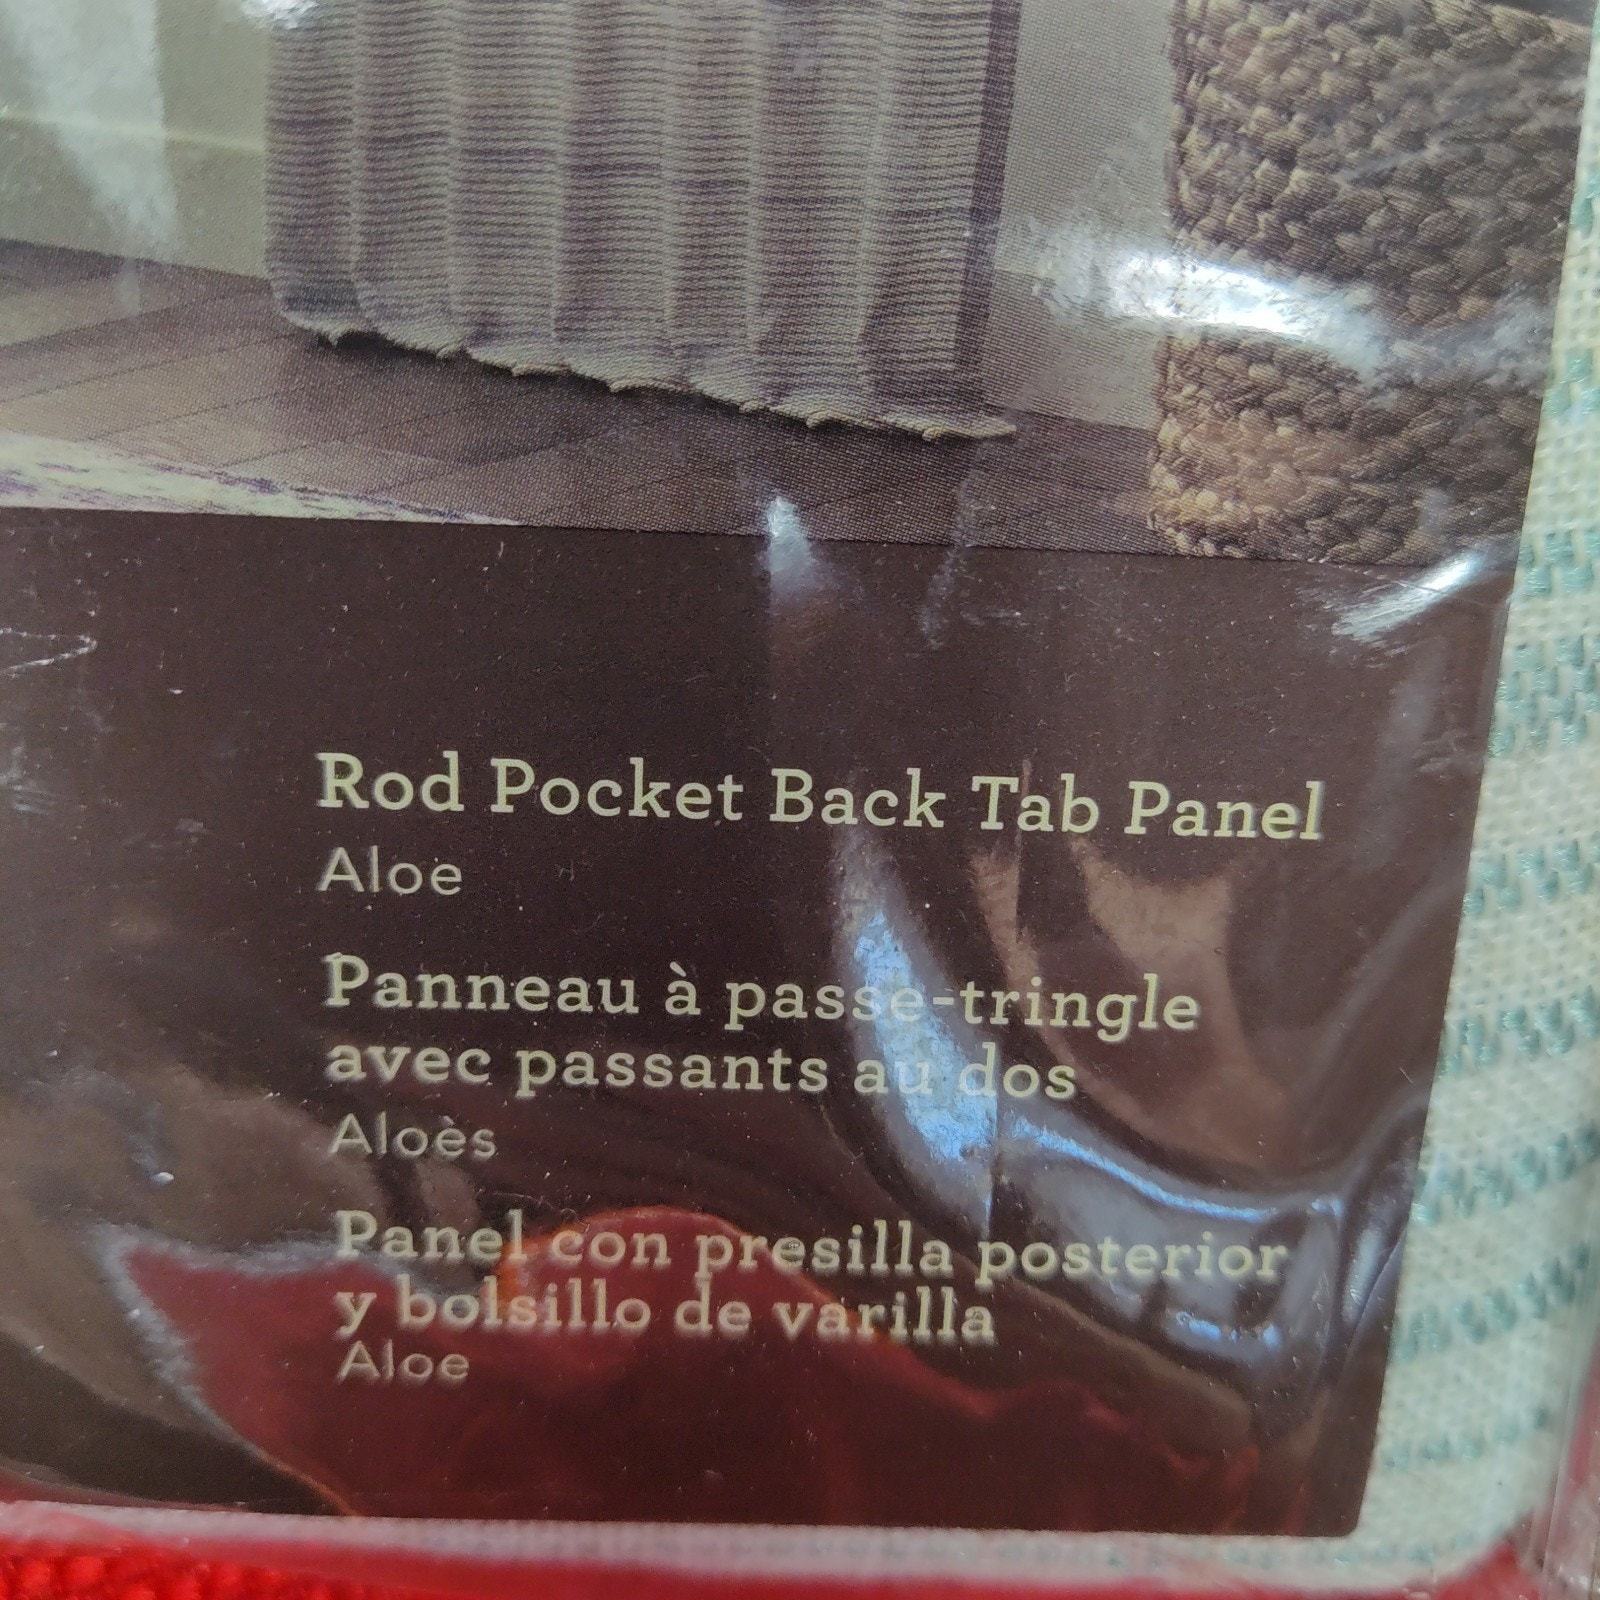 Rod Pocket Back Tab Panel
Aloe
Panneau à passe-tringle
avec passants au dos
Aloès
Panel con presilla posterior
y bolsillo de varilla
Aloe